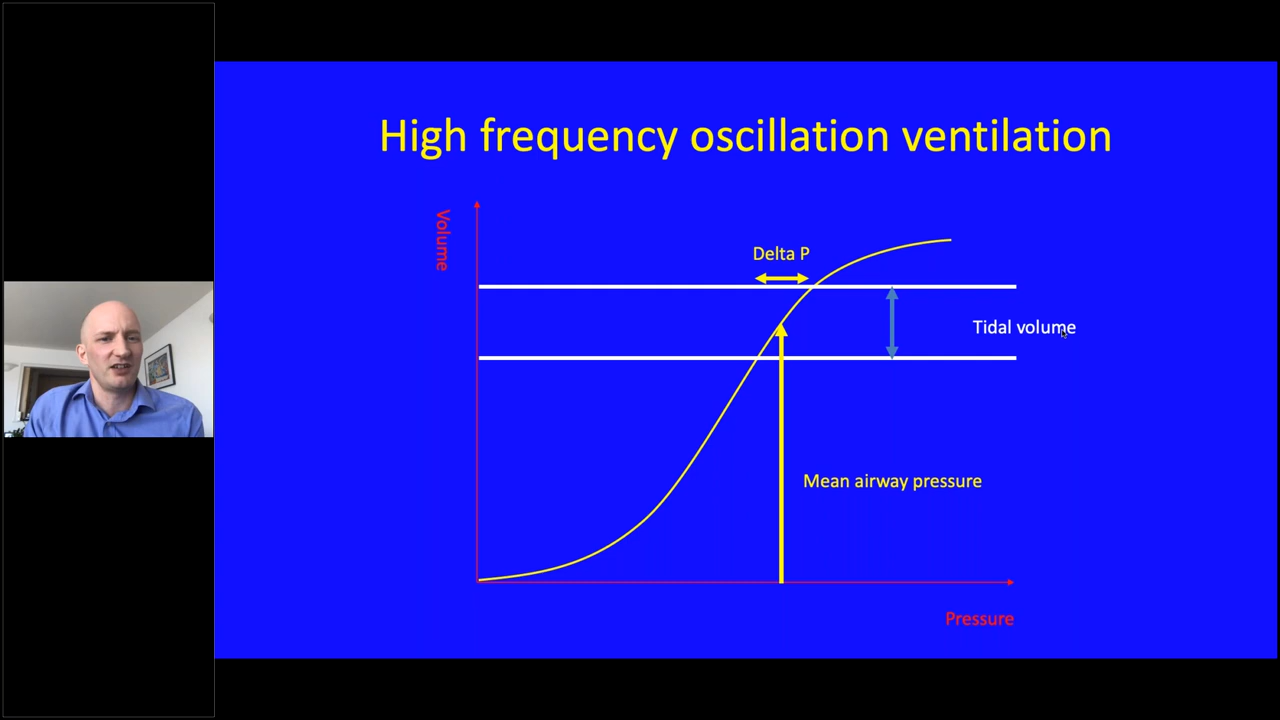 High frequency oscillation ventilation
Volume
Delta P
Tidal volume
Mean airway pressure
Pressure